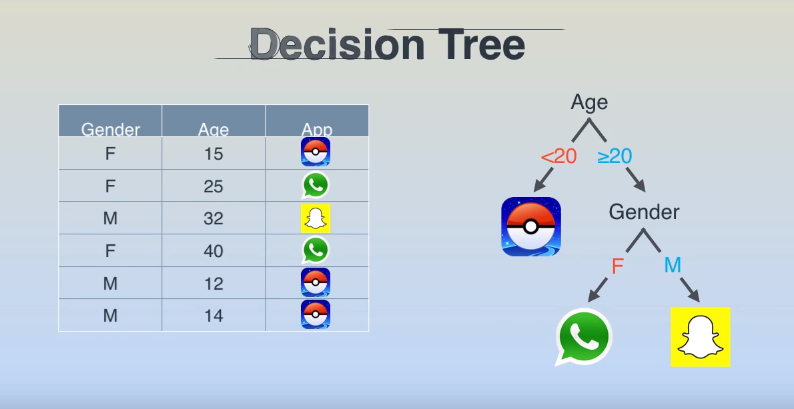 Decision Tree
Gender Age App
F 15
F 25
M 32
F 40
M 12
M 14
Age
<20 ≥20
Gender
F M